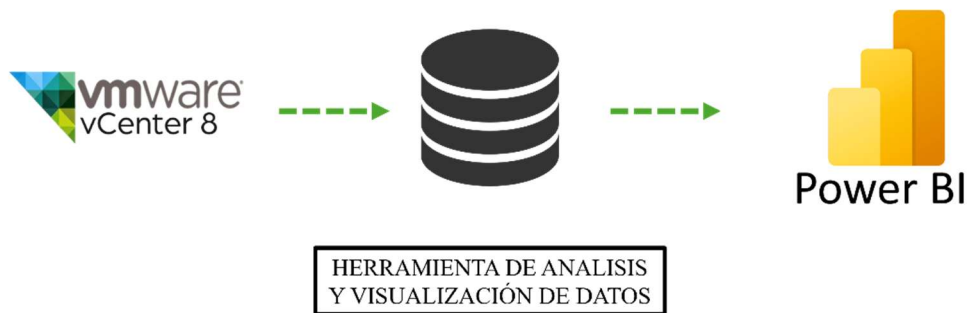 vmware
vCenter 8
Power BI
HERRAMIENTA DE ANALISIS
Y VISUALIZACIÓN DE DATOS